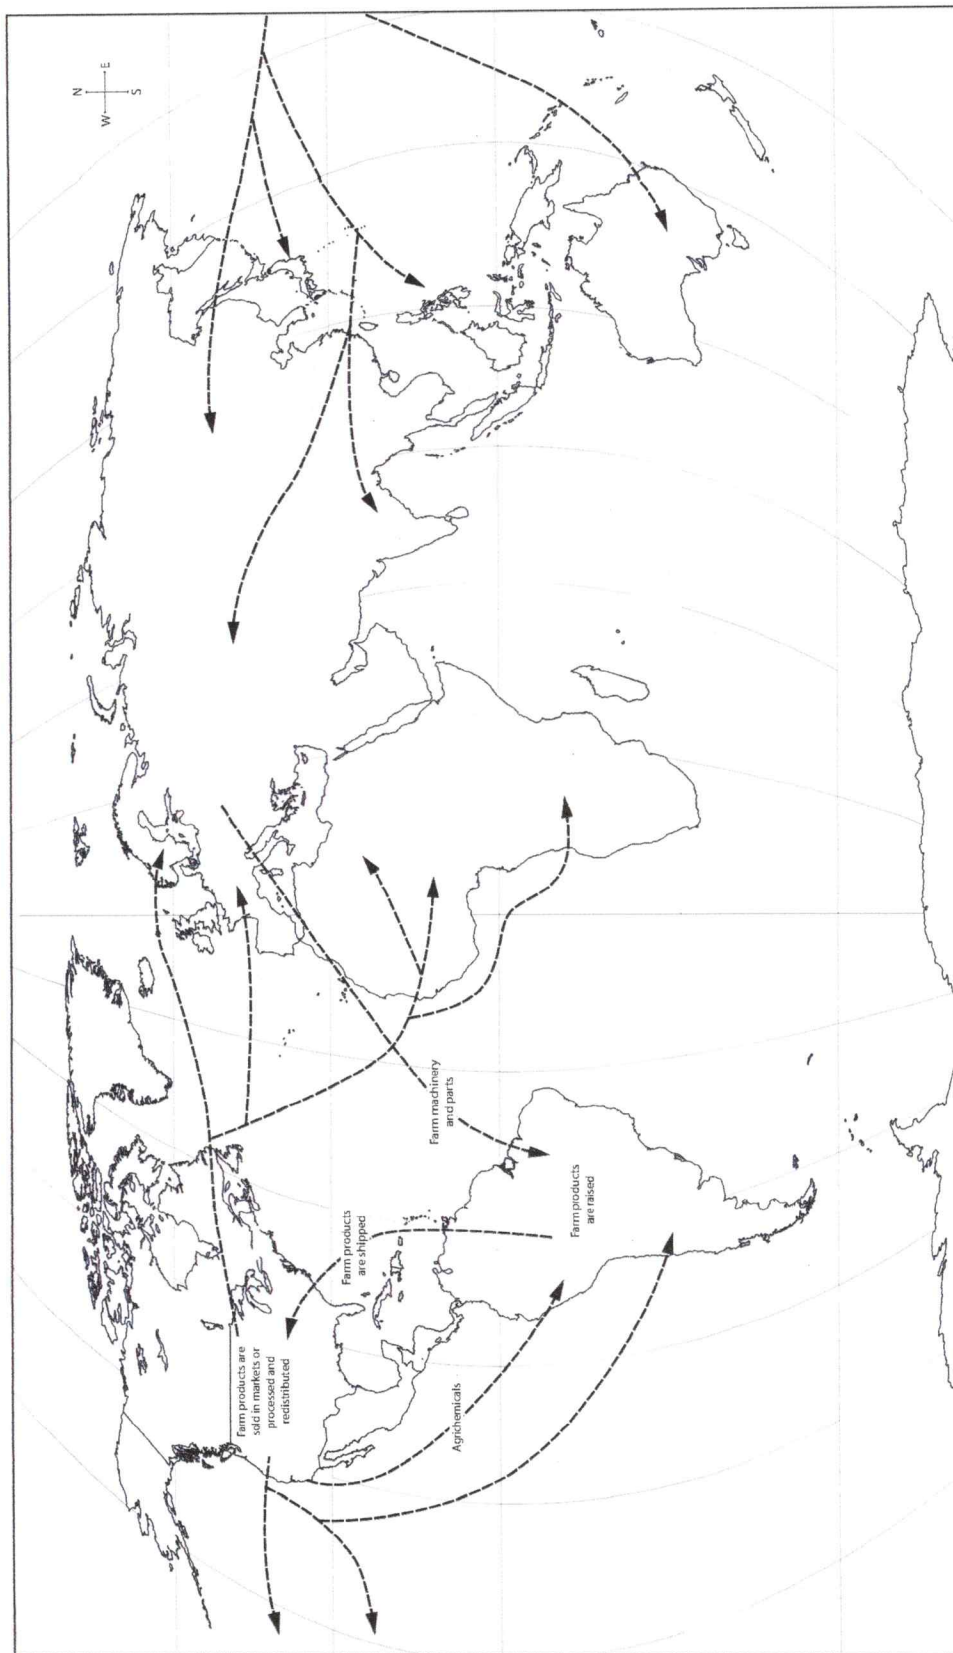 N
W
E
S
Farm products are
sold in markets or
processed and
redistributed
Farm products
are shipped
Farm machinery
and parts
Agrichemicals
Farm products
are raised